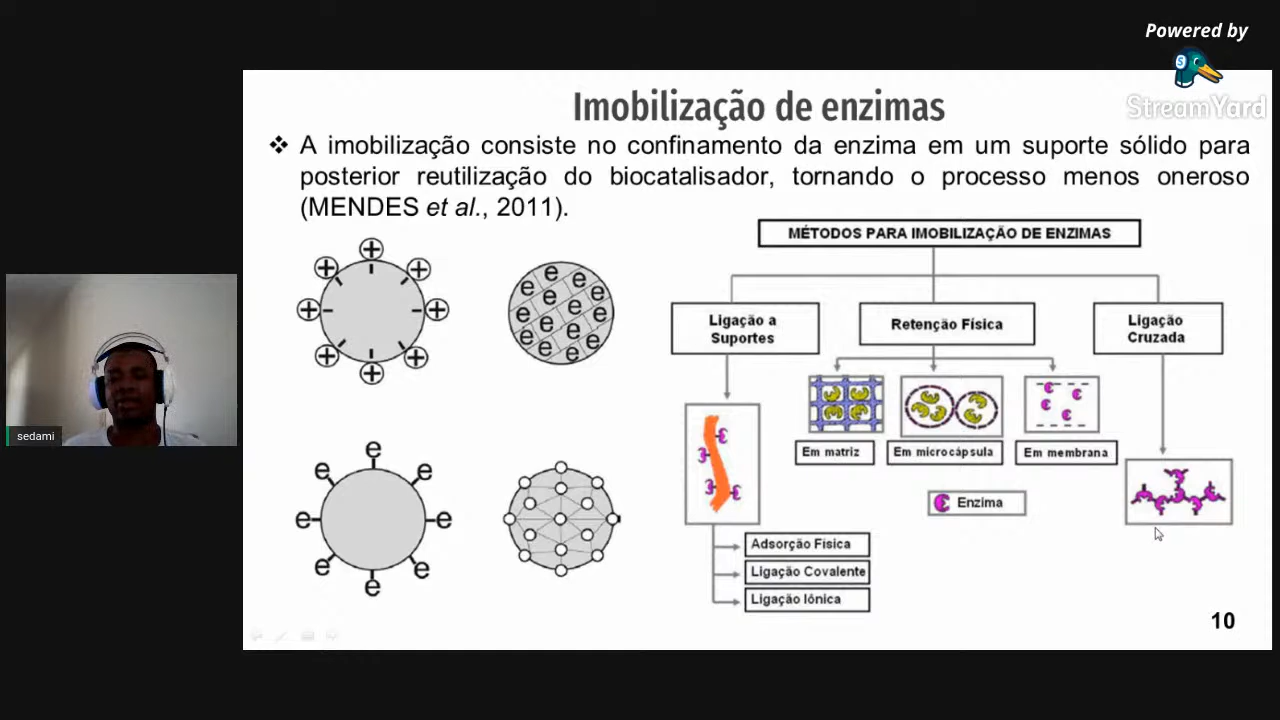 Powered by
StreamYard
Imobilização de enzimas
❖ A imobilização consiste no confinamento da enzima em um suporte sólido para
posterior reutilização do biocatalisador, tornando o processo menos oneroso
(MENDES et al., 2011).
MÉTODOS PARA IMOBILIZAÇÃO DE ENZIMAS
Ligação a
Suportes
Retenção Física
Ligação
Cruzada
e e e e e e e e e e e e e
Em matriz
Em microcápsula
Em membrana
Enzima
e
e e
e e
e e
e
Adsorção Física
Ligação Covalente
Ligação Iônica
sedami
10